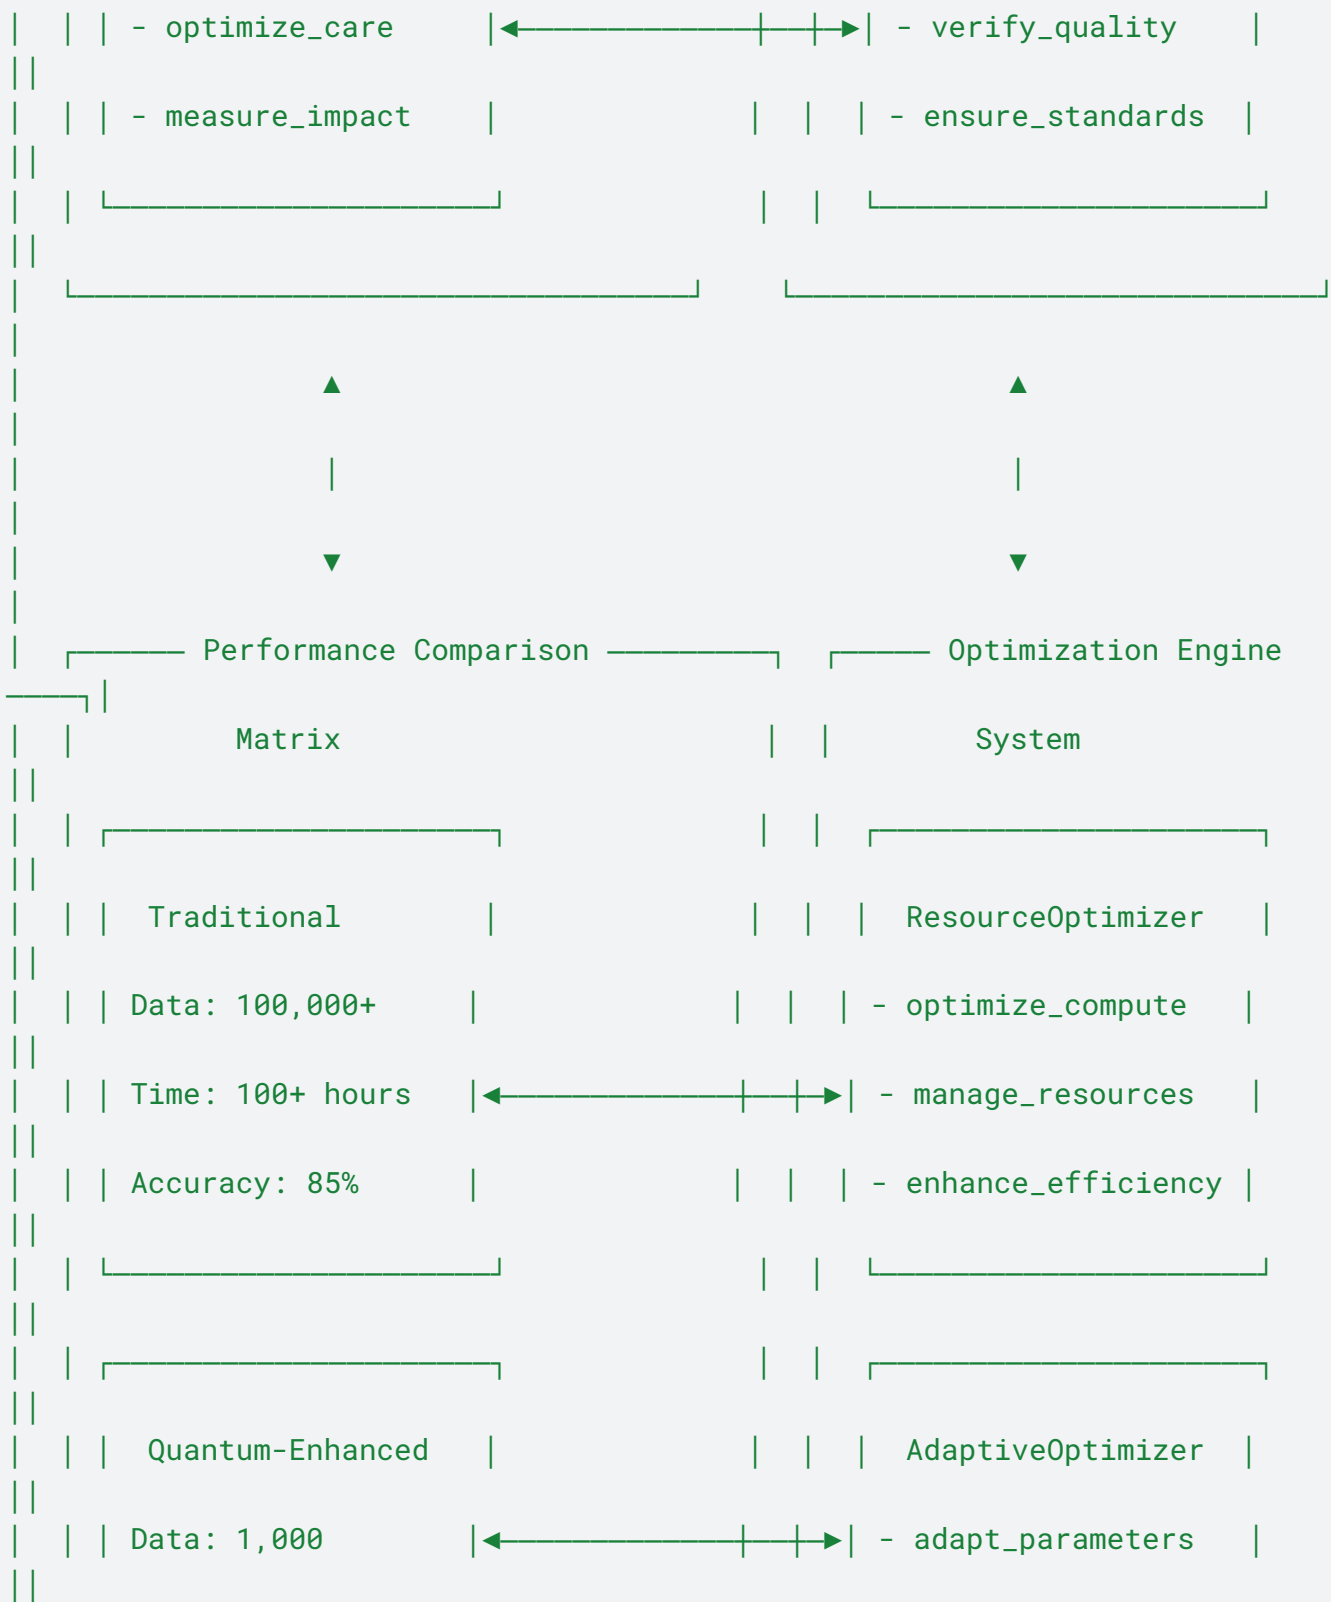 │ │ │ - optimize_care │◄─────────────┼──┼─►│ - verify_quality │
││
│ │ │ - measure_impact │ │ │ │ - ensure_standards │
││
│ │ └─────────────────────┘ │ │ └─────────────────────┘
││
│ └──────────────────────────────────┘ └─────────────────────────────┘
│
│ ▲ ▲
│
│ │ │
│
│ ▼ ▼
│
│ ┌────── Performance Comparison ─────────┐ ┌───── Optimization Engine
────┐│
│ │ Matrix │ │ System
││
│ │ ┌─────────────────────┐ │ │ ┌─────────────────────┐
││
│ │ │ Traditional │ │ │ │ ResourceOptimizer │
││
│ │ │ Data: 100,000+ │ │ │ │ - optimize_compute │
││
│ │ │ Time: 100+ hours │◄─────────────┼──┼─►│ - manage_resources │
││
│ │ │ Accuracy: 85% │ │ │ │ - enhance_efficiency │
││
│ │ └─────────────────────┘ │ │ └─────────────────────┘
││
│ │ ┌─────────────────────┐ │ │ ┌─────────────────────┐
││
│ │ │ Quantum-Enhanced │ │ │ │ AdaptiveOptimizer │
││
│ │ │ Data: 1,000 │◄─────────────┼──┼─►│ - adapt_parameters │
││